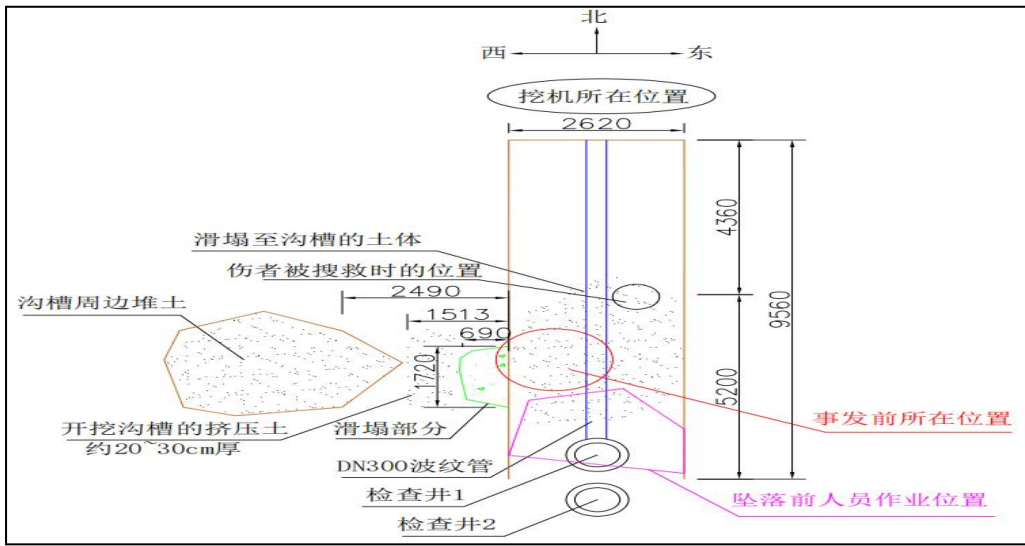 北
西
东
挖机所在位置
2620
4360
9560
滑塌至沟槽的土体
伤者被搜救时的位置
沟槽周边堆土
2490
1513
690
1720
5200
开挖沟槽的挤压土
约20~30cm厚
滑塌部分
事发前所在位置
DN300波纹管
检查井1
坠落前人员作业位置
检查井2